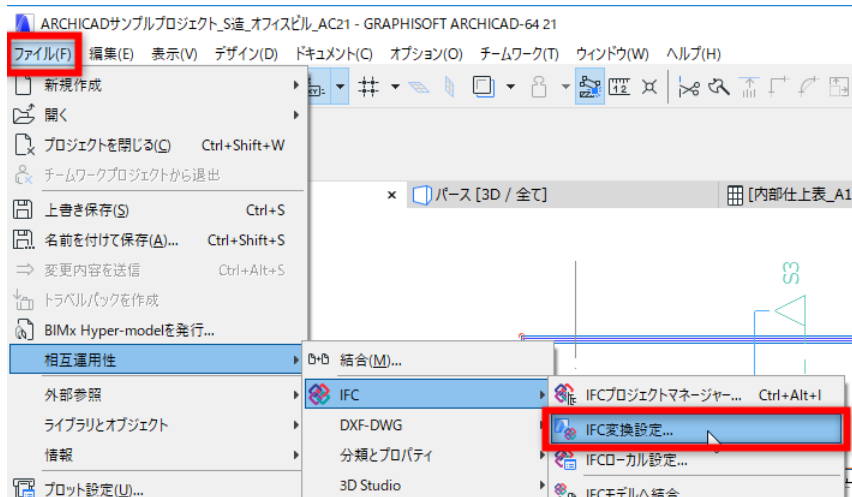 ARCHICADサンプルプロジェクト_S造_オフィスビル_AC21 - GRAPHISOFT ARCHICAD-64 21
ファイル(F) 編集(E) 表示(V) デザイン(D) ドキュメント(C) オプション(O) チームワーク(T) ウィンドウ(W) ヘルプ(H)
新規作成
開く
プロジェクトを閉じる(C) Ctrl+Shift+W
チームワークプロジェクトから退出
パース [3D / 全て]
[内部仕上表_A1
上書き保存(S) Ctrl+S
名前を付けて保存(A)... Ctrl+Shift+S
変更内容を送信 Ctrl+Alt+S
S3
トラベルパックを作成
BIMx Hyper-modelを発行...
相互運用性
結合(M)...
外部参照
IFC
IFCプロジェクトマネージャー... Ctrl+Alt+I
ライブラリとオブジェクト
DXF-DWG
IFC変換設定...
情報
分類とプロパティ
IFCローカル設定...
プロット設定(U)...
3D Studio
IFCモデルへ結合